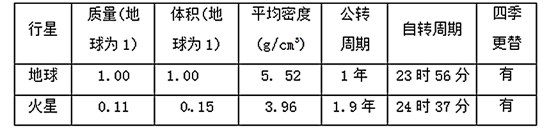 行星 质量(地球为1) 体积(地球为1) 平均密度(g/cm³) 公转周期 自转周期 四季更替
地球 1.00 1.00 5.52 1年 23时56分 有
火星 0.11 0.15 3.96 1.9年 24时37分 有